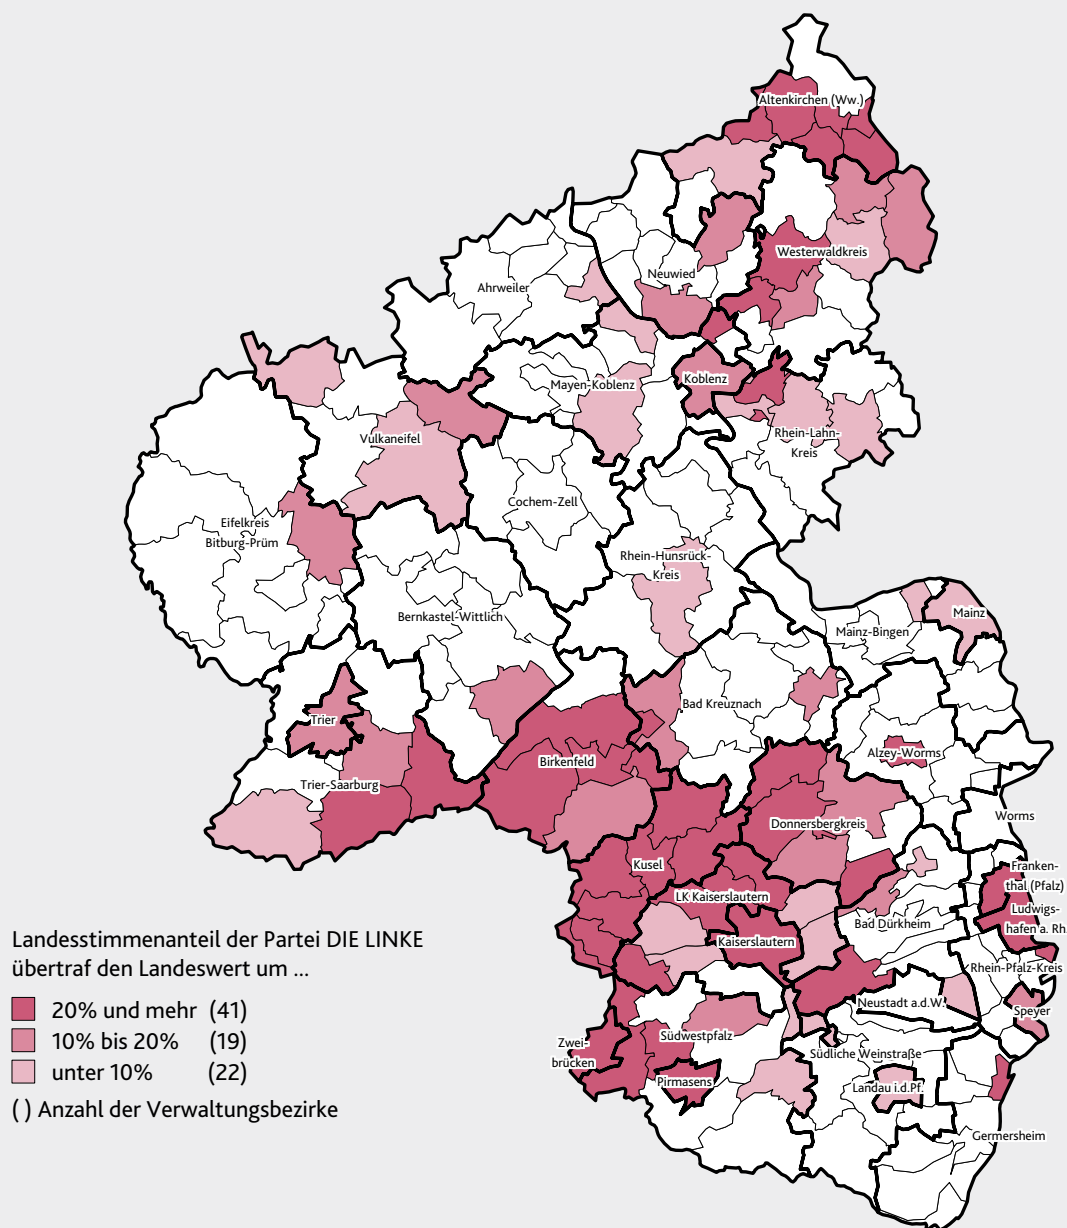 Altenkirchen (Ww.)
Westerwaldkreis
Neuwied
Ahrweiler
Koblenz
Mayen-Koblenz
Rhein-Lahn-
Kreis
Vulkaneifel
Cochem-Zell
Eifelkreis
Bitburg-Prüm
Rhein-Hunsrück-
Kreis
Bernkastel-Wittlich
Mainz
Mainz-Bingen
Bad Kreuznach
Trier
Alzey-Worms
Birkenfeld
Trier-Saarburg
Worms
Donnersbergkreis
Kusel
Franken-
thal (Pfalz)
LK Kaiserslautern
Ludwigs-
hafen a. Rh.
Bad Dürkheim
Kaiserslautern
Rhein-Pfalz-Kreis
Neustadt a.d.W.
Speyer
Südwestpfalz
Zwei-
brücken
Südliche Weinstraße
Pirmasens
Landau i.d.Pf.
Germersheim
Landesstimmenanteil der Partei DIE LINKE
übertraf den Landeswert um ...
20% und mehr (41)
10% bis 20% (19)
unter 10% (22)
( ) Anzahl der Verwaltungsbezirke